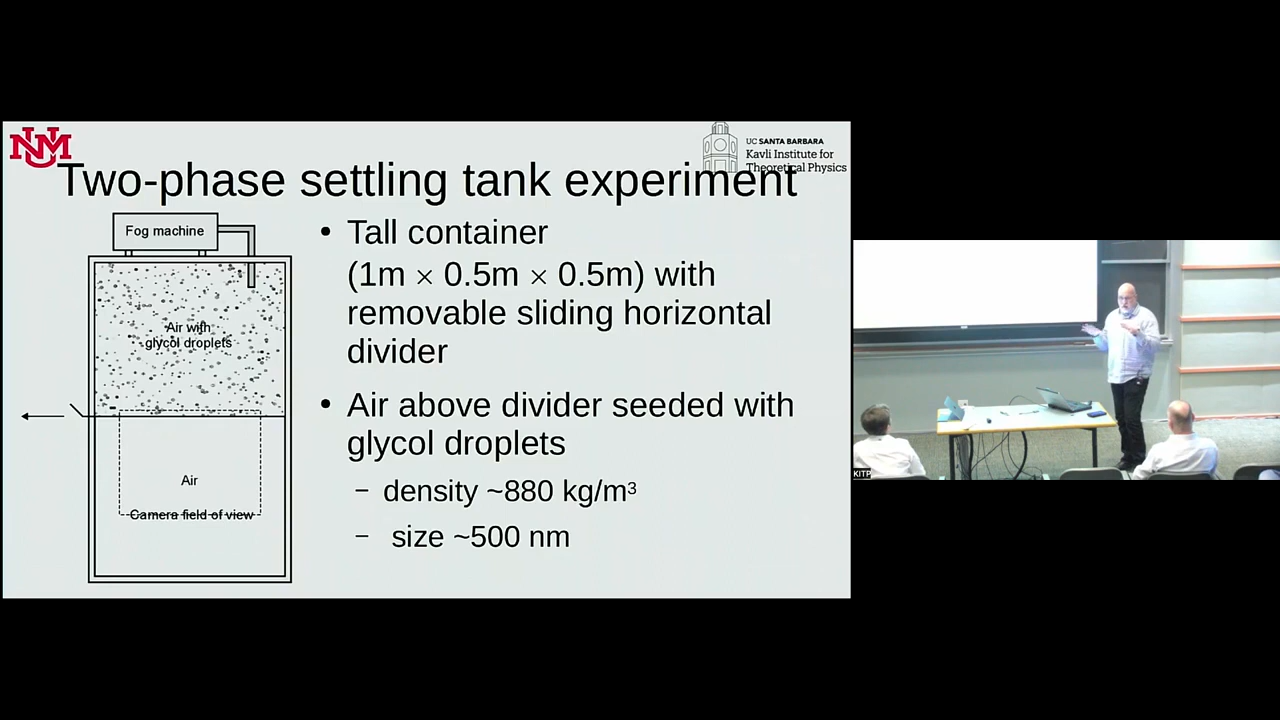 UNM
UC SANTA BARBARA
Kavli Institute for
Theoretical Physics
Two-phase settling tank experiment
Fog machine
Air with
glycol droplets
Air
Camera field of view
• Tall container
(1m × 0.5m × 0.5m) with
removable sliding horizontal
divider
• Air above divider seeded with
glycol droplets
– density ~880 kg/m³
– size ~500 nm
KITP